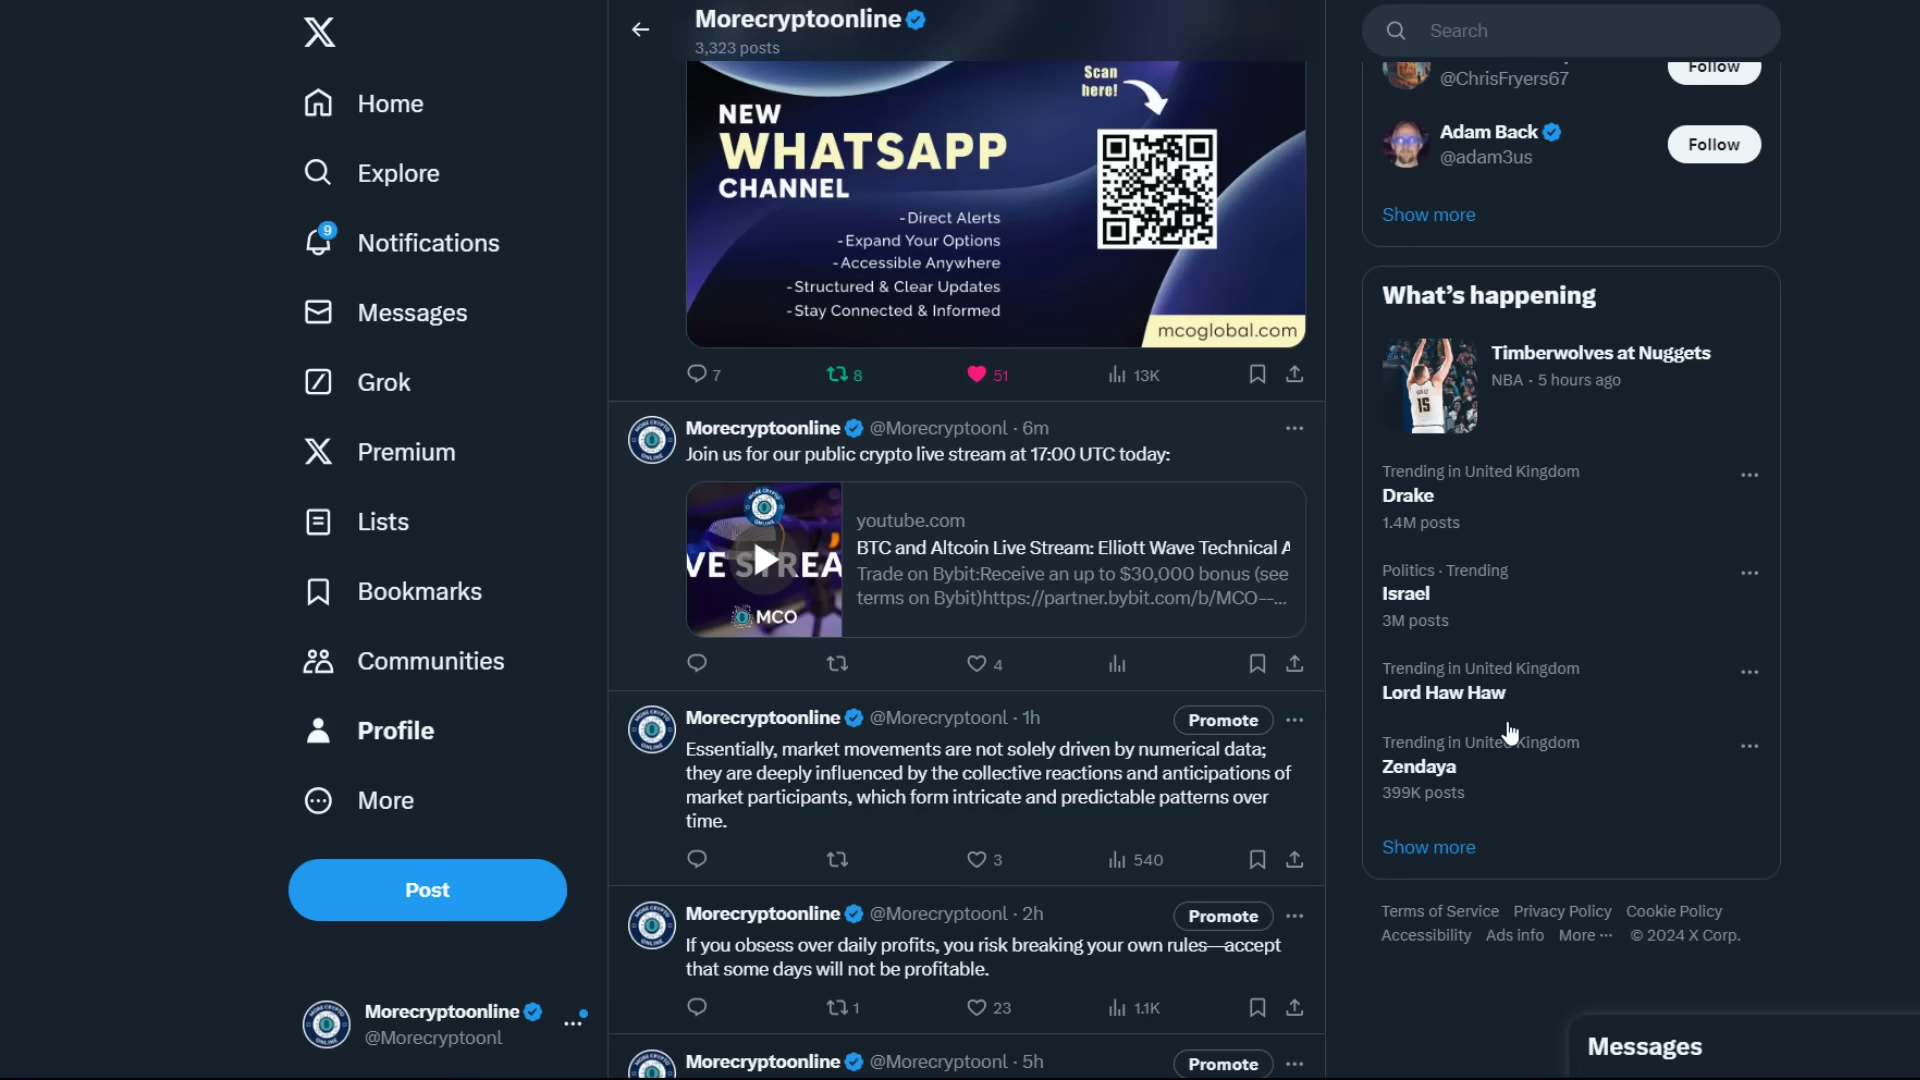 Home
Explore
9
Notifications
Messages
Grok
Premium
Lists
Bookmarks
Communities
Profile
More
Post
Morecryptoonline
@Morecryptoonl
Morecryptoonline
3,323 posts
Scan
here!
NEW
WHATSAPP
CHANNEL
-Direct Alerts
-Expand Your Options
-Accessible Anywhere
-Structured & Clear Updates
-Stay Connected & Informed
mcoglobal.com
7
8
51
13K
Morecryptoonline @Morecryptoonl · 6m
Join us for our public crypto live stream at 17:00 UTC today:
VE STREA
MCO
youtube.com
BTC and Altcoin Live Stream: Elliott Wave Technical A
Trade on Bybit:Receive an up to $30,000 bonus (see
terms on Bybit)https://partner.bybit.com/b/MCO--...
4
Morecryptoonline @Morecryptoonl · 1h
Promote
Essentially, market movements are not solely driven by numerical data;
they are deeply influenced by the collective reactions and anticipations of
market participants, which form intricate and predictable patterns over
time.
3
540
Morecryptoonline @Morecryptoonl · 2h
Promote
If you obsess over daily profits, you risk breaking your own rules—accept
that some days will not be profitable.
1
23
1.1K
Morecryptoonline @Morecryptoonl · 5h
Promote
Search
@ChrisFryers67
Follow
Adam Back
@adam3us
Follow
Show more
What's happening
Timberwolves at Nuggets
NBA · 5 hours ago
15
Trending in United Kingdom
Drake
1.4M posts
Politics · Trending
Israel
3M posts
Trending in United Kingdom
Lord Haw Haw
Trending in United Kingdom
Zendaya
399K posts
Show more
Terms of Service Privacy Policy Cookie Policy
Accessibility Ads info More ··· © 2024 X Corp.
Messages